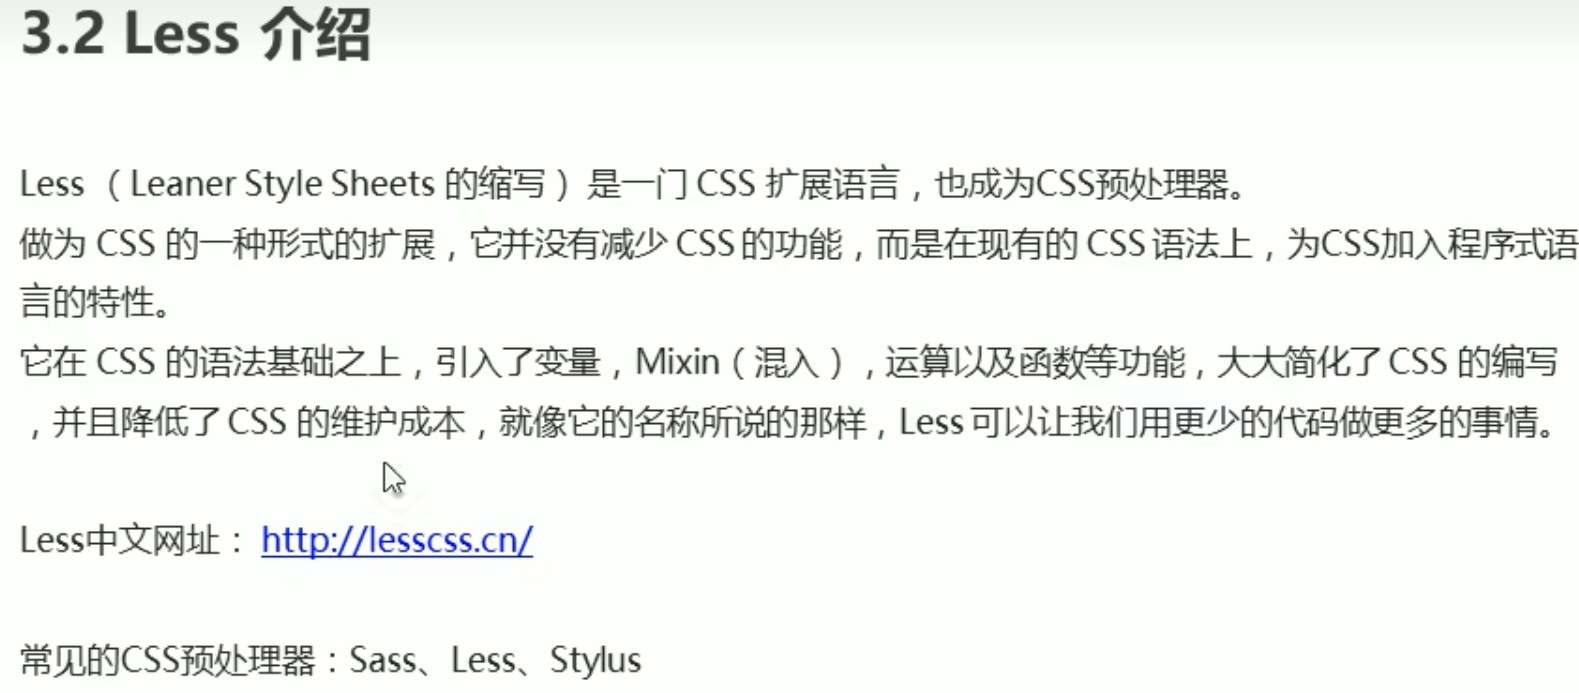 3.2 Less 介绍
Less （ Leaner Style Sheets 的缩写 ） 是一门 CSS 扩展语言，也成为CSS预处理器。
做为 CSS 的一种形式的扩展，它并没有减少 CSS 的功能，而是在现有的 CSS 语法上，为CSS加入程序式语
言的特性。
它在 CSS 的语法基础之上，引入了变量，Mixin（混入），运算以及函数等功能，大大简化了 CSS 的编写
，并且降低了 CSS 的维护成本，就像它的名称所说的那样，Less 可以让我们用更少的代码做更多的事情。
Less中文网址： http://lesscss.cn/
常见的CSS预处理器：Sass、Less、Stylus